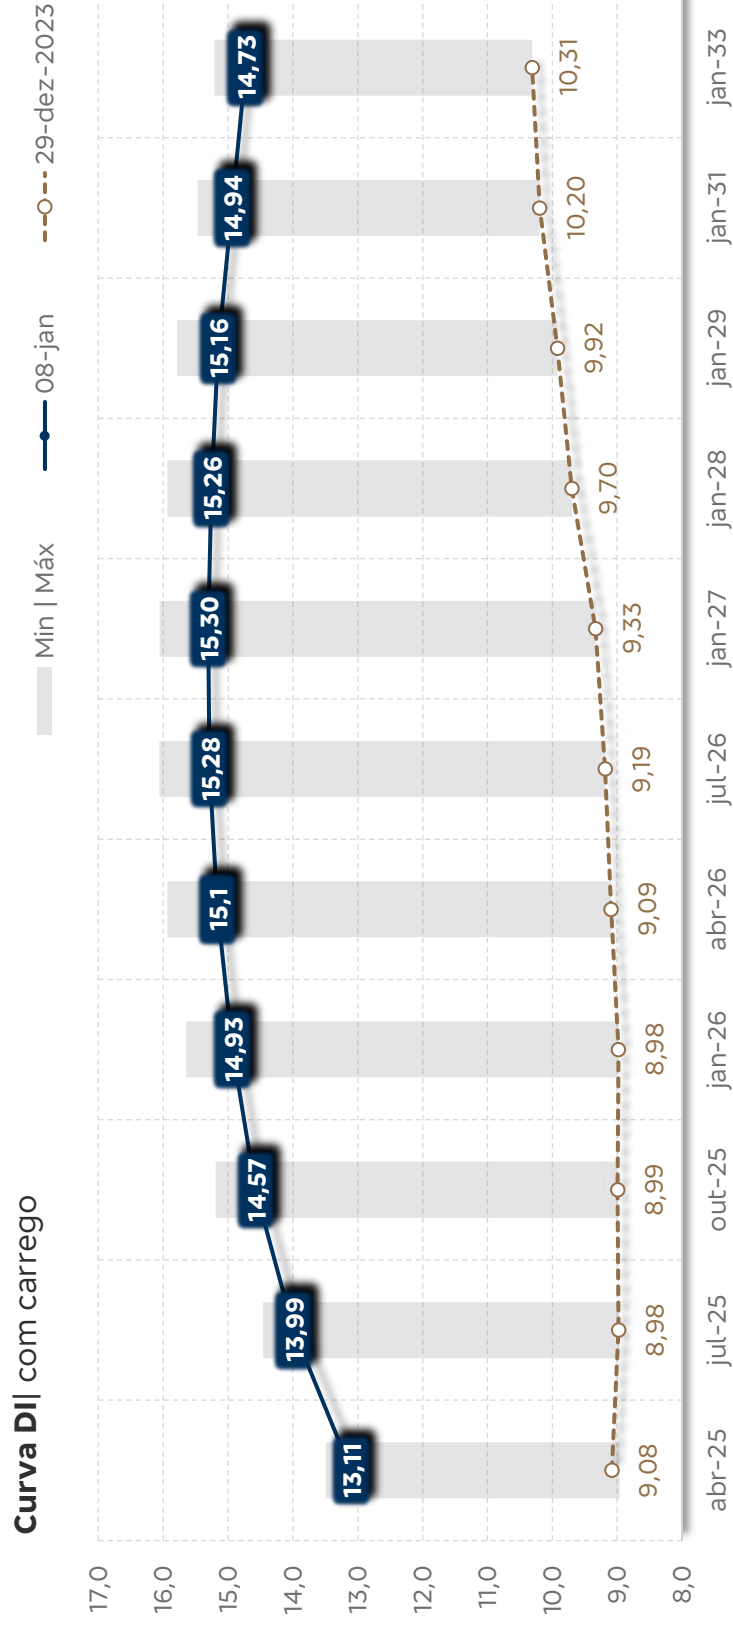 Curva DI| com carrego
Min | Máx
08-jan
29-dez-2023
17,0
16,0
15,0
14,0
13,0
12,0
11,0
10,0
9,0
8,0
13,11
13,99
14,57
14,93
15,1
15,28
15,30
15,26
15,16
14,94
14,73
9,08
8,98
8,99
8,98
9,09
9,19
9,33
9,70
9,92
10,20
10,31
abr-25
jul-25
out-25
jan-26
abr-26
jul-26
jan-27
jan-28
jan-29
jan-31
jan-33